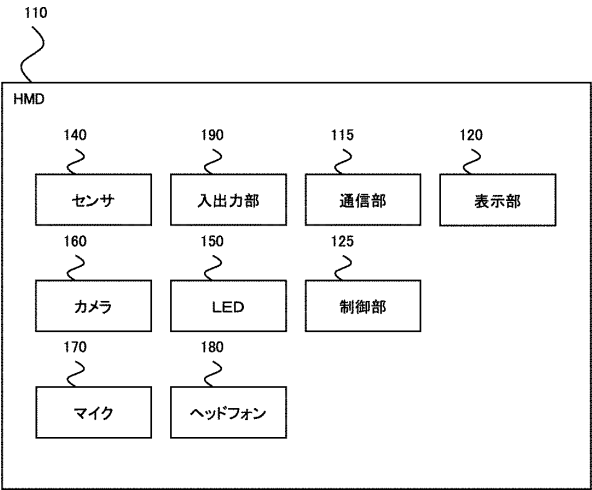 110
HMD
140 190 115 120
センサ 入出力部 通信部 表示部
160 150 125
カメラ LED 制御部
170 180
マイク ヘッドフォン